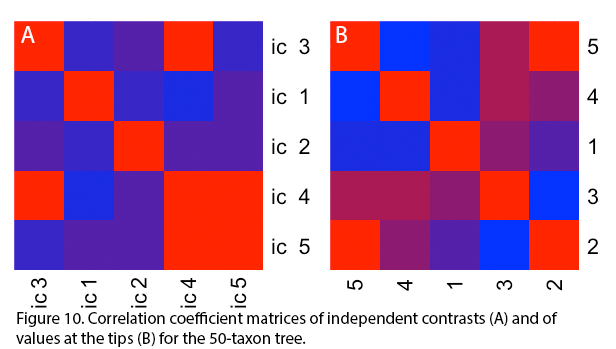 A
B
ic 3
ic 1
ic 2
ic 4
ic 5
5
4
1
3
2
ic 3
ic 1
ic 2
ic 4
ic 5
5
4
1
3
2
Figure 10. Correlation coefficient matrices of independent contrasts (A) and of
values at the tips (B) for the 50-taxon tree.